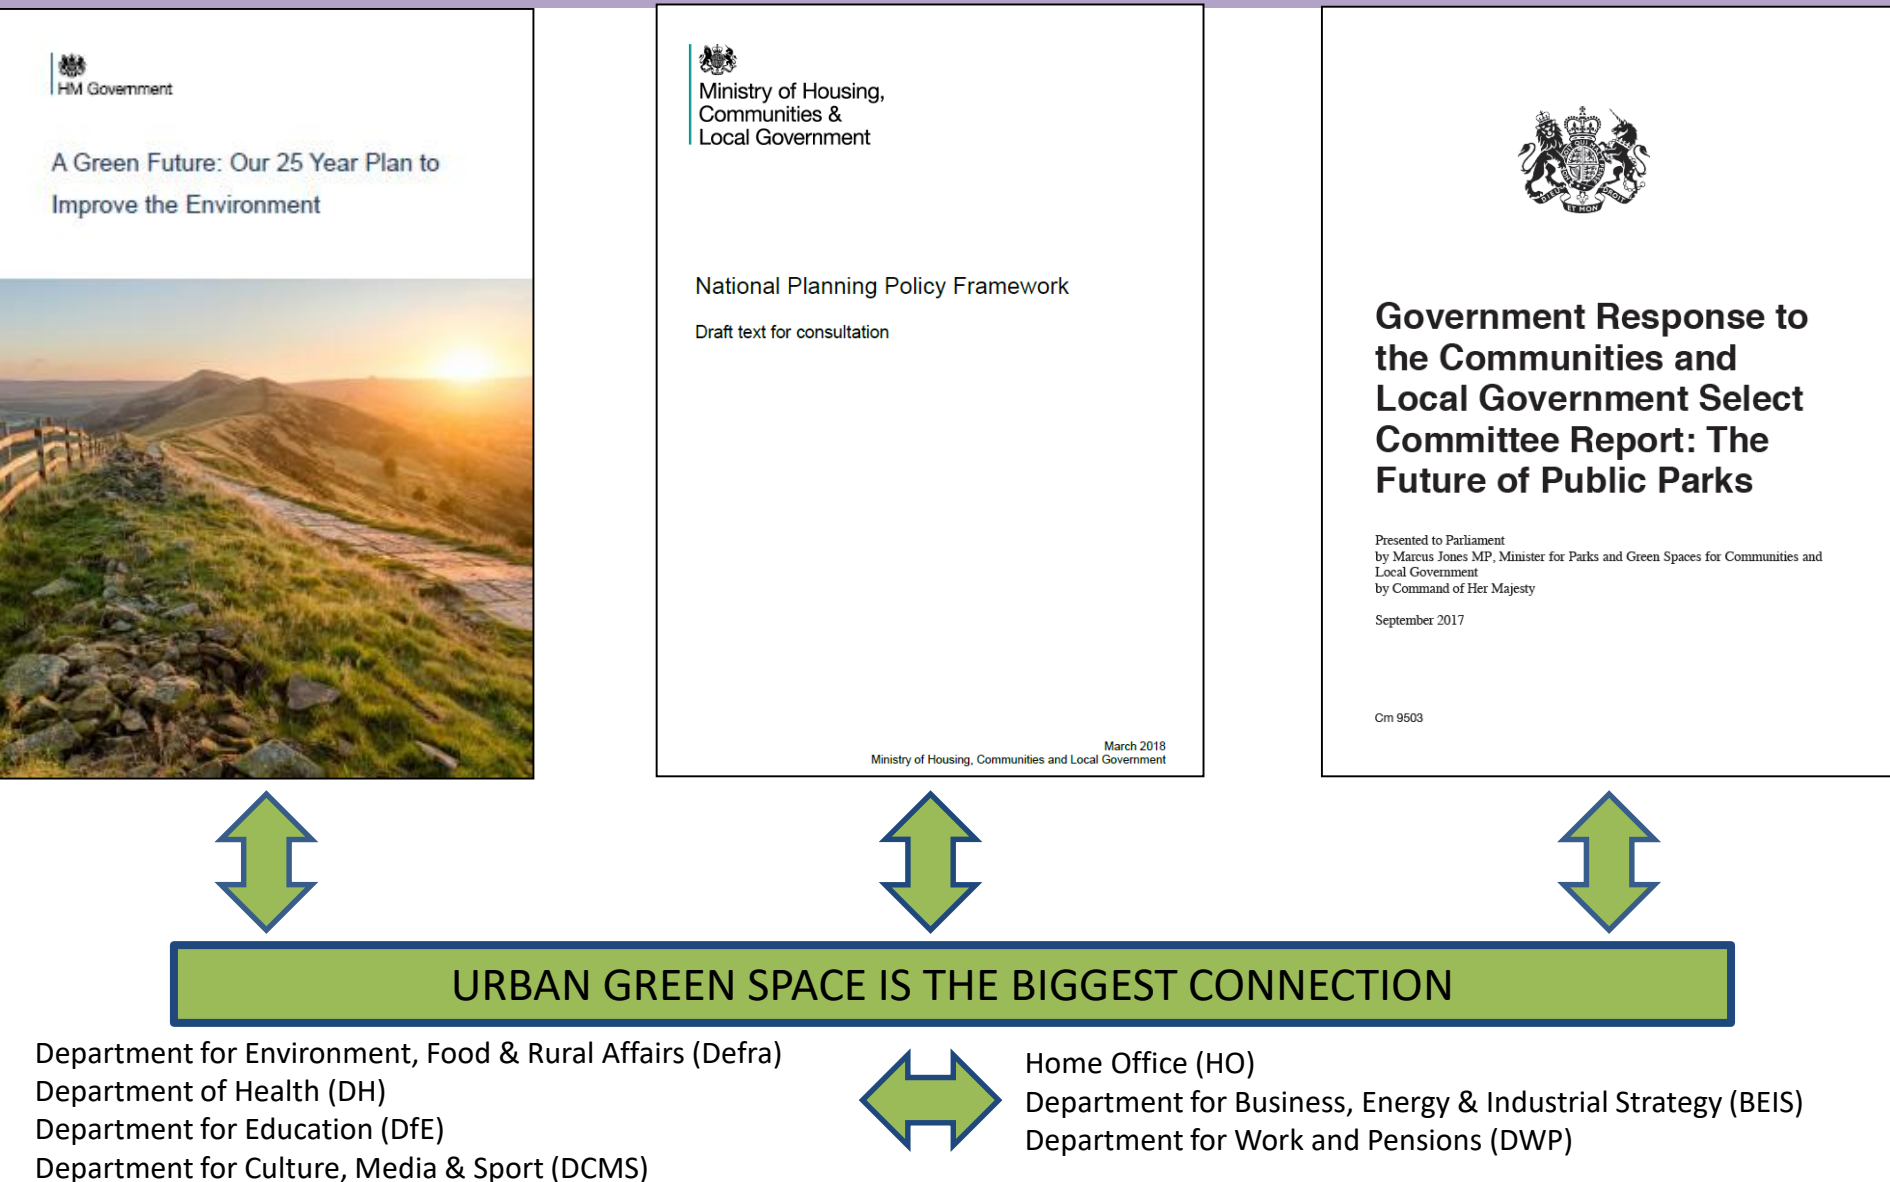 HM Government
A Green Future: Our 25 Year Plan to
Improve the Environment
Ministry of Housing,
Communities &
Local Government
National Planning Policy Framework
Draft text for consultation
March 2018
Ministry of Housing, Communities and Local Government
DIEU
ET MON
DROIT
Government Response to
the Communities and
Local Government Select
Committee Report: The
Future of Public Parks
Presented to Parliament
by Marcus Jones MP, Minister for Parks and Green Spaces for Communities and
Local Government
by Command of Her Majesty
September 2017
Cm 9503
URBAN GREEN SPACE IS THE BIGGEST CONNECTION
Department for Environment, Food & Rural Affairs (Defra)
Department of Health (DH)
Department for Education (DfE)
Department for Culture, Media & Sport (DCMS)
Home Office (HO)
Department for Business, Energy & Industrial Strategy (BEIS)
Department for Work and Pensions (DWP)